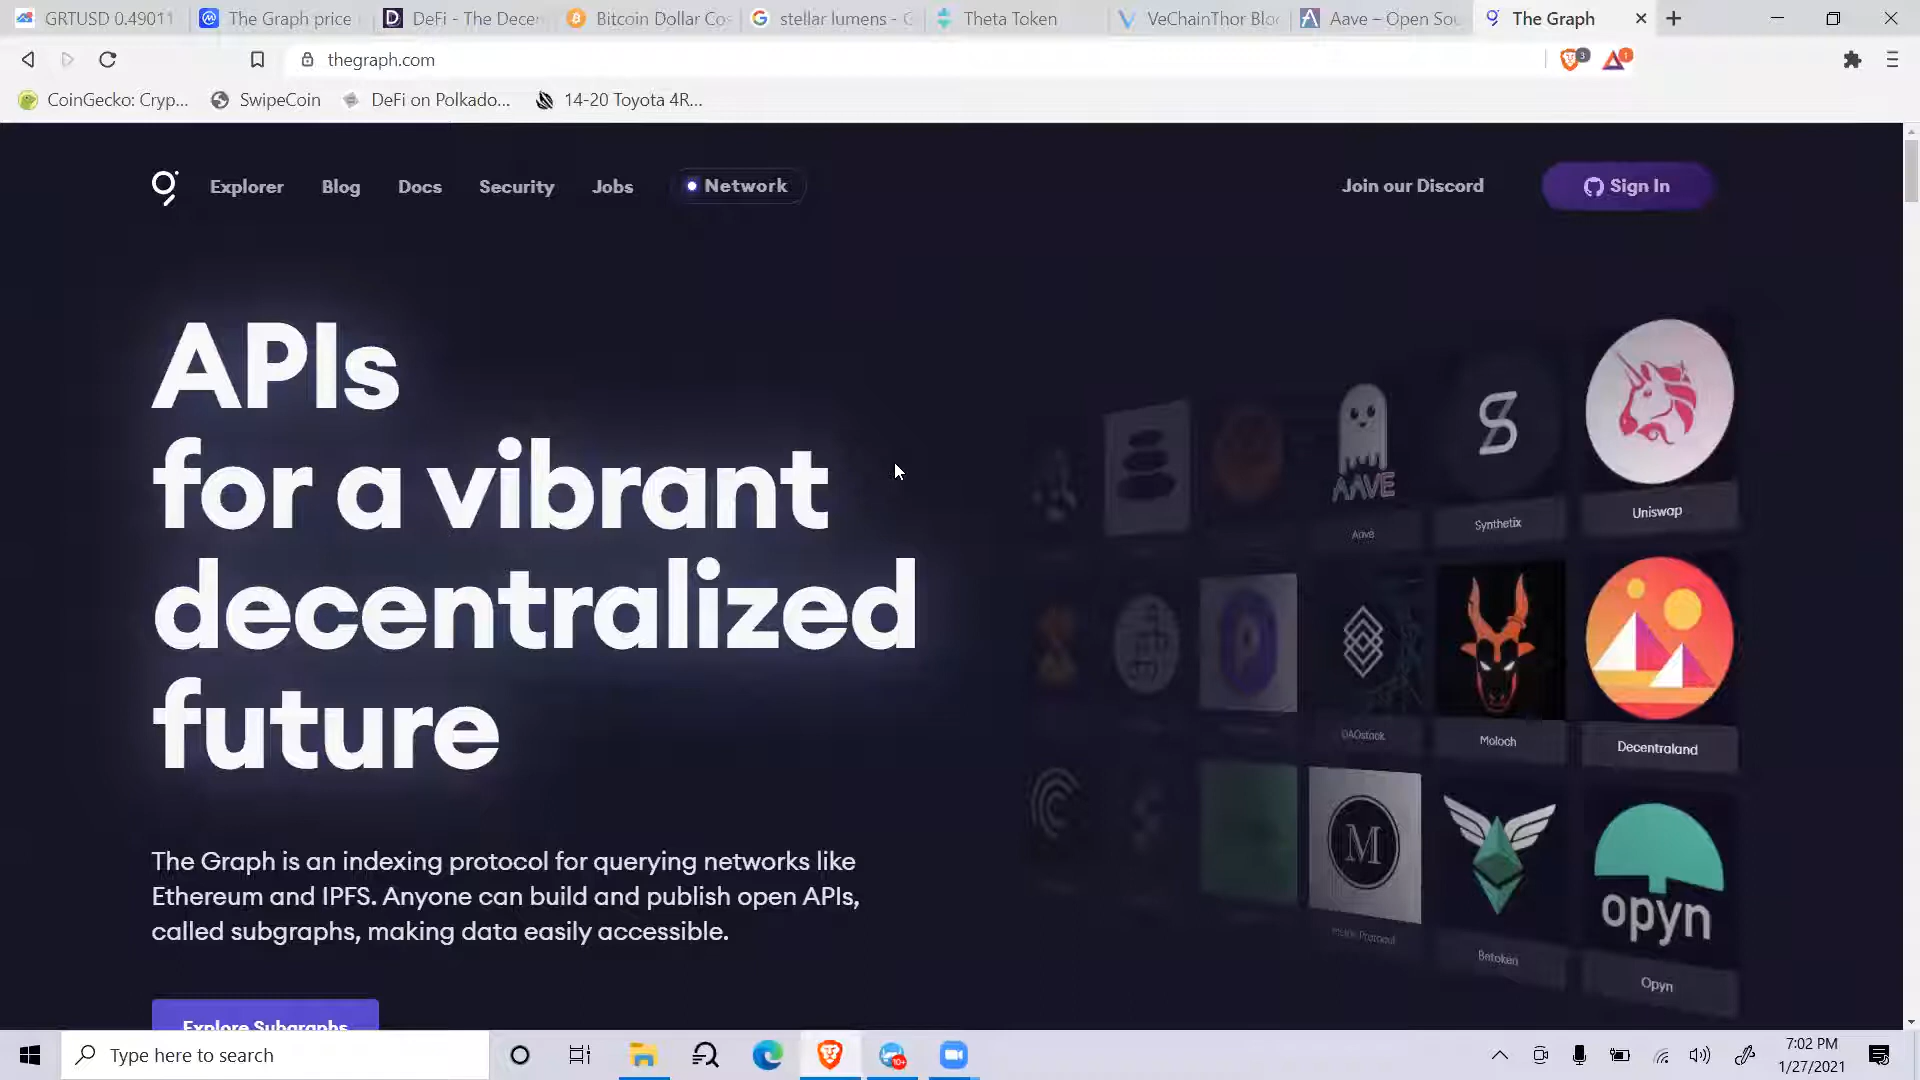 GRTUSD 0.49011
The Graph price
DeFi - The Decen
Bitcoin Dollar Cos
stellar lumens - G
Theta Token
VeChainThor Bloc
Aave – Open Sou
The Graph
thegraph.com
3
1
CoinGecko: Cryp...
SwipeCoin
DeFi on Polkado...
14-20 Toyota 4R...
Explorer
Blog
Docs
Security
Jobs
Network
Join our Discord
Sign In
APIs
for a vibrant
decentralized
future
The Graph is an indexing protocol for querying networks like
Ethereum and IPFS. Anyone can build and publish open APIs,
called subgraphs, making data easily accessible.
Explore Subgraphs
AAVE
Aave
Synthetix
Uniswap
DAOstack
Moloch
Decentraland
M
Betoken
opyn
Opyn
Type here to search
10+
7:02 PM
1/27/2021